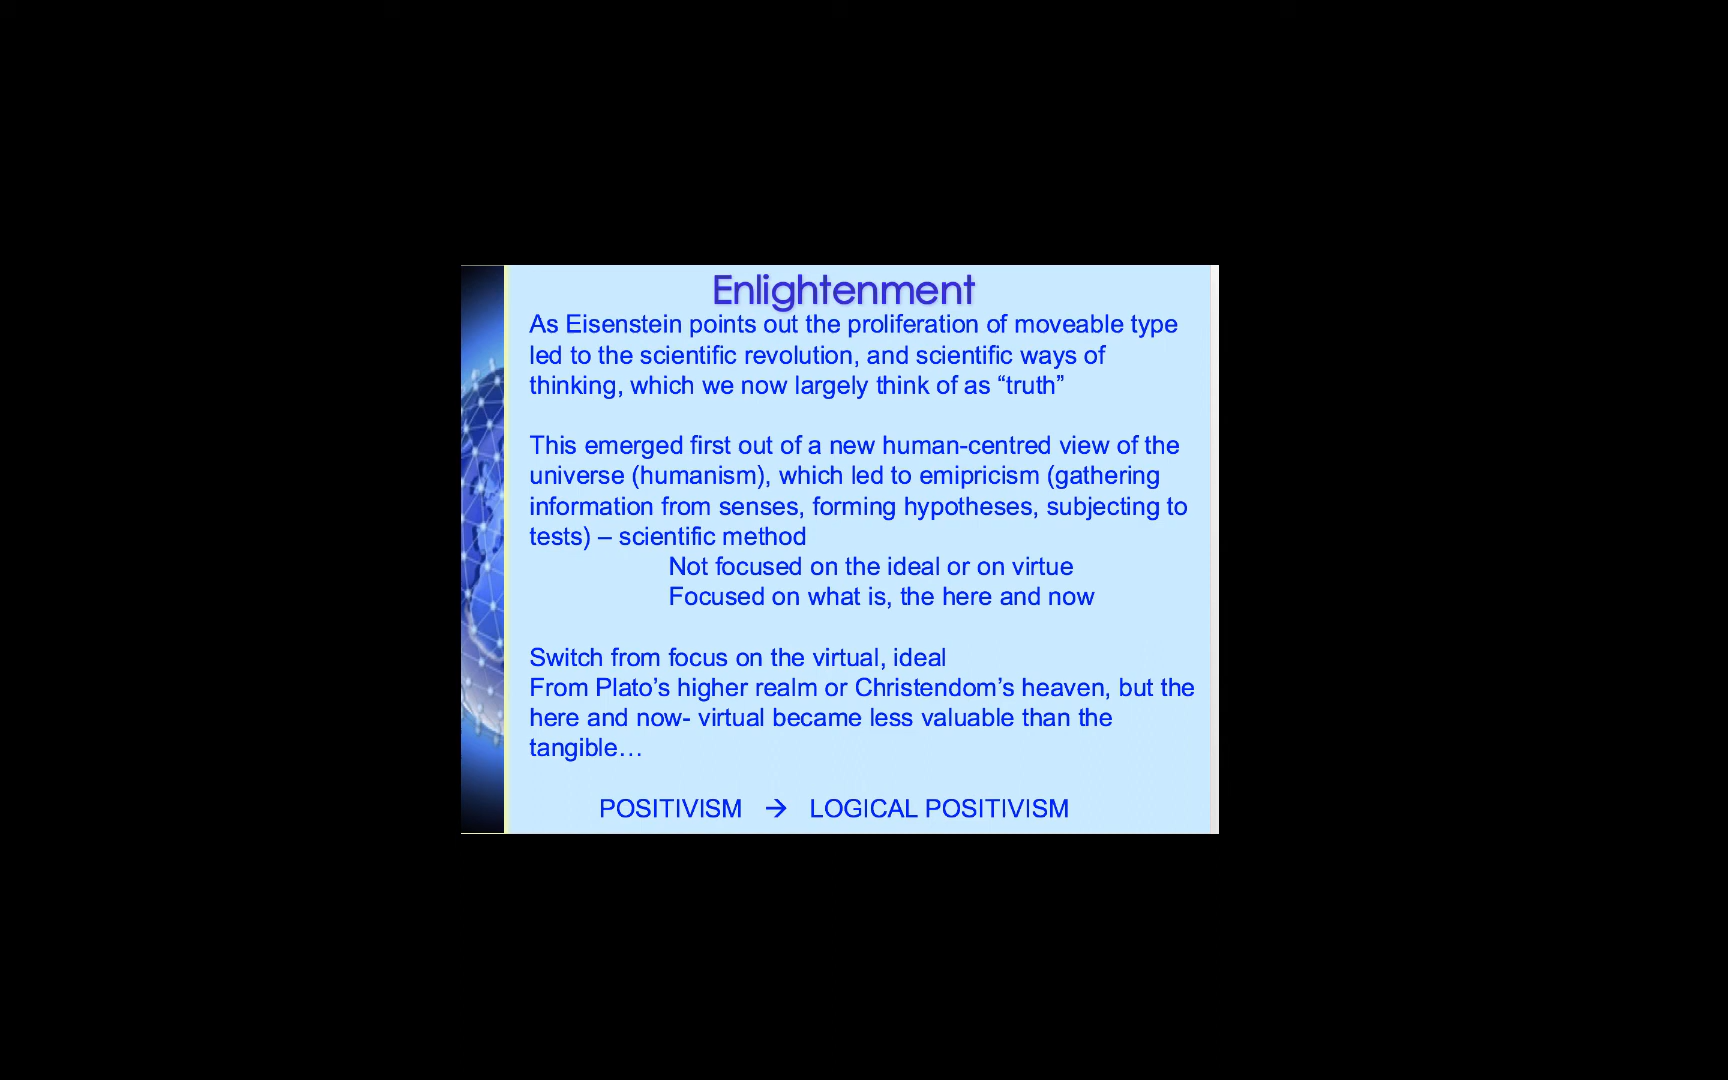 Enlightenment
As Eisenstein points out the proliferation of moveable type
led to the scientific revolution, and scientific ways of
thinking, which we now largely think of as “truth”
This emerged first out of a new human-centred view of the
universe (humanism), which led to emipricism (gathering
information from senses, forming hypotheses, subjecting to
tests) – scientific method
Not focused on the ideal or on virtue
Focused on what is, the here and now
Switch from focus on the virtual, ideal
From Plato’s higher realm or Christendom’s heaven, but the
here and now- virtual became less valuable than the
tangible…
POSITIVISM → LOGICAL POSITIVISM